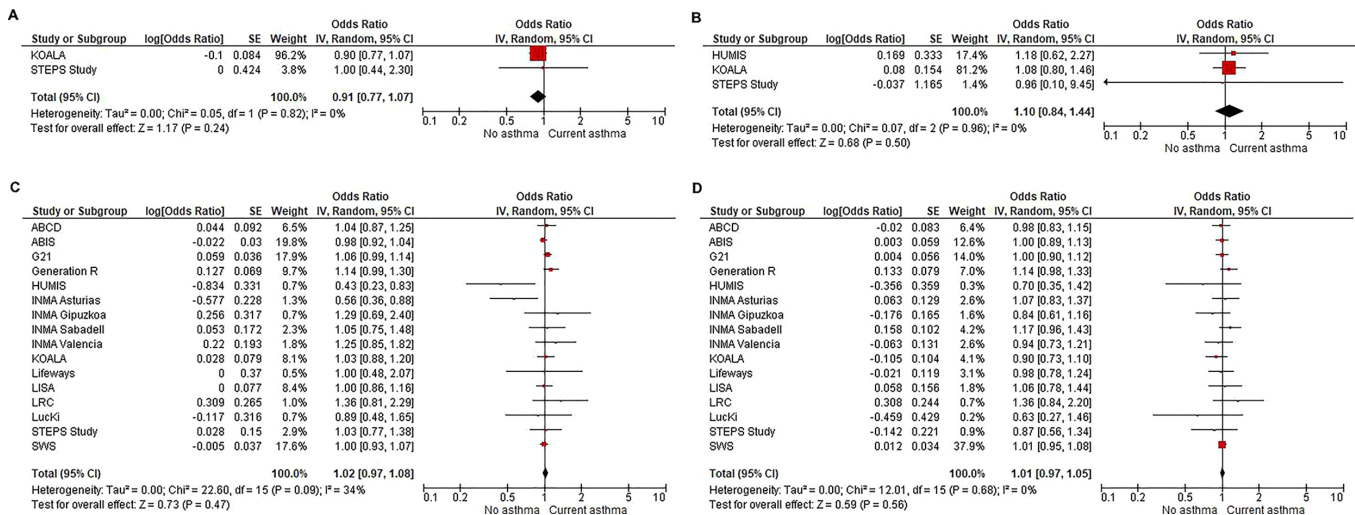 A
Odds Ratio Odds Ratio
Study or Subgroup log[Odds Ratio] SE Weight IV, Random, 95% CI IV, Random, 95% CI
KOALA -0.1 0.084 96.2% 0.90 [0.77, 1.07]
STEPS Study 0 0.424 3.8% 1.00 [0.44, 2.30]
Total (95% CI) 100.0% 0.91 [0.77, 1.07]
Heterogeneity: Tau² = 0.00; Chi² = 0.05, df = 1 (P = 0.82); I² = 0%
Test for overall effect: Z = 1.17 (P = 0.24)
0.1 0.2 0.5 1 2 5 10
No asthma Current asthma
B
Odds Ratio Odds Ratio
Study or Subgroup log[Odds Ratio] SE Weight IV, Random, 95% CI IV, Random, 95% CI
HUMIS 0.169 0.333 17.4% 1.18 [0.62, 2.27]
KOALA 0.08 0.154 81.2% 1.08 [0.80, 1.46]
STEPS Study -0.037 1.165 1.4% 0.96 [0.10, 9.45]
Total (95% CI) 100.0% 1.10 [0.84, 1.44]
Heterogeneity: Tau² = 0.00; Chi² = 0.07, df = 2 (P = 0.96); I² = 0%
Test for overall effect: Z = 0.68 (P = 0.50)
0.1 0.2 0.5 1 2 5 10
No asthma Current asthma
C
Odds Ratio Odds Ratio
Study or Subgroup log[Odds Ratio] SE Weight IV, Random, 95% CI IV, Random, 95% CI
ABCD 0.044 0.092 6.5% 1.04 [0.87, 1.25]
ABIS -0.022 0.03 19.8% 0.98 [0.92, 1.04]
G21 0.059 0.036 17.9% 1.06 [0.99, 1.14]
Generation R 0.127 0.069 9.7% 1.14 [0.99, 1.30]
HUMIS -0.834 0.331 0.7% 0.43 [0.23, 0.83]
INMA Asturias -0.577 0.228 1.3% 0.56 [0.36, 0.88]
INMA Gipuzkoa 0.256 0.317 0.7% 1.29 [0.69, 2.40]
INMA Sabadell 0.053 0.172 2.3% 1.05 [0.75, 1.48]
INMA Valencia 0.22 0.193 1.9% 1.25 [0.85, 1.82]
KOALA 0.028 0.079 8.1% 1.03 [0.88, 1.20]
Lifeways 0 0.37 0.5% 1.00 [0.48, 2.07]
LISA 0 0.077 8.4% 1.00 [0.86, 1.16]
LRC 0.309 0.265 1.0% 1.36 [0.81, 2.29]
LucKi -0.117 0.316 0.7% 0.89 [0.48, 1.65]
STEPS Study 0.028 0.15 2.9% 1.03 [0.77, 1.38]
SWS -0.005 0.037 17.6% 1.00 [0.93, 1.07]
Total (95% CI) 100.0% 1.02 [0.97, 1.08]
Heterogeneity: Tau² = 0.00; Chi² = 22.60, df = 15 (P = 0.09); I² = 34%
Test for overall effect: Z = 0.73 (P = 0.47)
0.1 0.2 0.5 1 2 5 10
No asthma Current asthma
D
Odds Ratio Odds Ratio
Study or Subgroup log[Odds Ratio] SE Weight IV, Random, 95% CI IV, Random, 95% CI
ABCD -0.02 0.083 6.4% 0.98 [0.83, 1.15]
ABIS 0.003 0.059 12.6% 1.00 [0.89, 1.13]
G21 0.004 0.056 14.0% 1.00 [0.90, 1.12]
Generation R 0.133 0.079 7.0% 1.14 [0.98, 1.33]
HUMIS -0.356 0.359 0.3% 0.70 [0.35, 1.42]
INMA Asturias 0.063 0.129 2.6% 1.07 [0.83, 1.37]
INMA Gipuzkoa -0.176 0.165 1.6% 0.84 [0.61, 1.16]
INMA Sabadell 0.158 0.102 4.2% 1.17 [0.96, 1.43]
INMA Valencia -0.063 0.131 2.6% 0.94 [0.73, 1.21]
KOALA -0.105 0.104 4.1% 0.90 [0.73, 1.10]
Lifeways -0.021 0.119 3.1% 0.98 [0.78, 1.24]
LISA 0.058 0.156 1.8% 1.06 [0.78, 1.44]
LRC 0.308 0.244 0.7% 1.36 [0.84, 2.20]
LucKi -0.459 0.429 0.2% 0.63 [0.27, 1.46]
STEPS Study -0.142 0.221 0.9% 0.87 [0.56, 1.34]
SWS 0.012 0.034 37.9% 1.01 [0.95, 1.08]
Total (95% CI) 100.0% 1.01 [0.97, 1.05]
Heterogeneity: Tau² = 0.00; Chi² = 12.01, df = 15 (P = 0.68); I² = 0%
Test for overall effect: Z = 0.59 (P = 0.56)
0.1 0.2 0.5 1 2 5 10
No asthma Current asthma